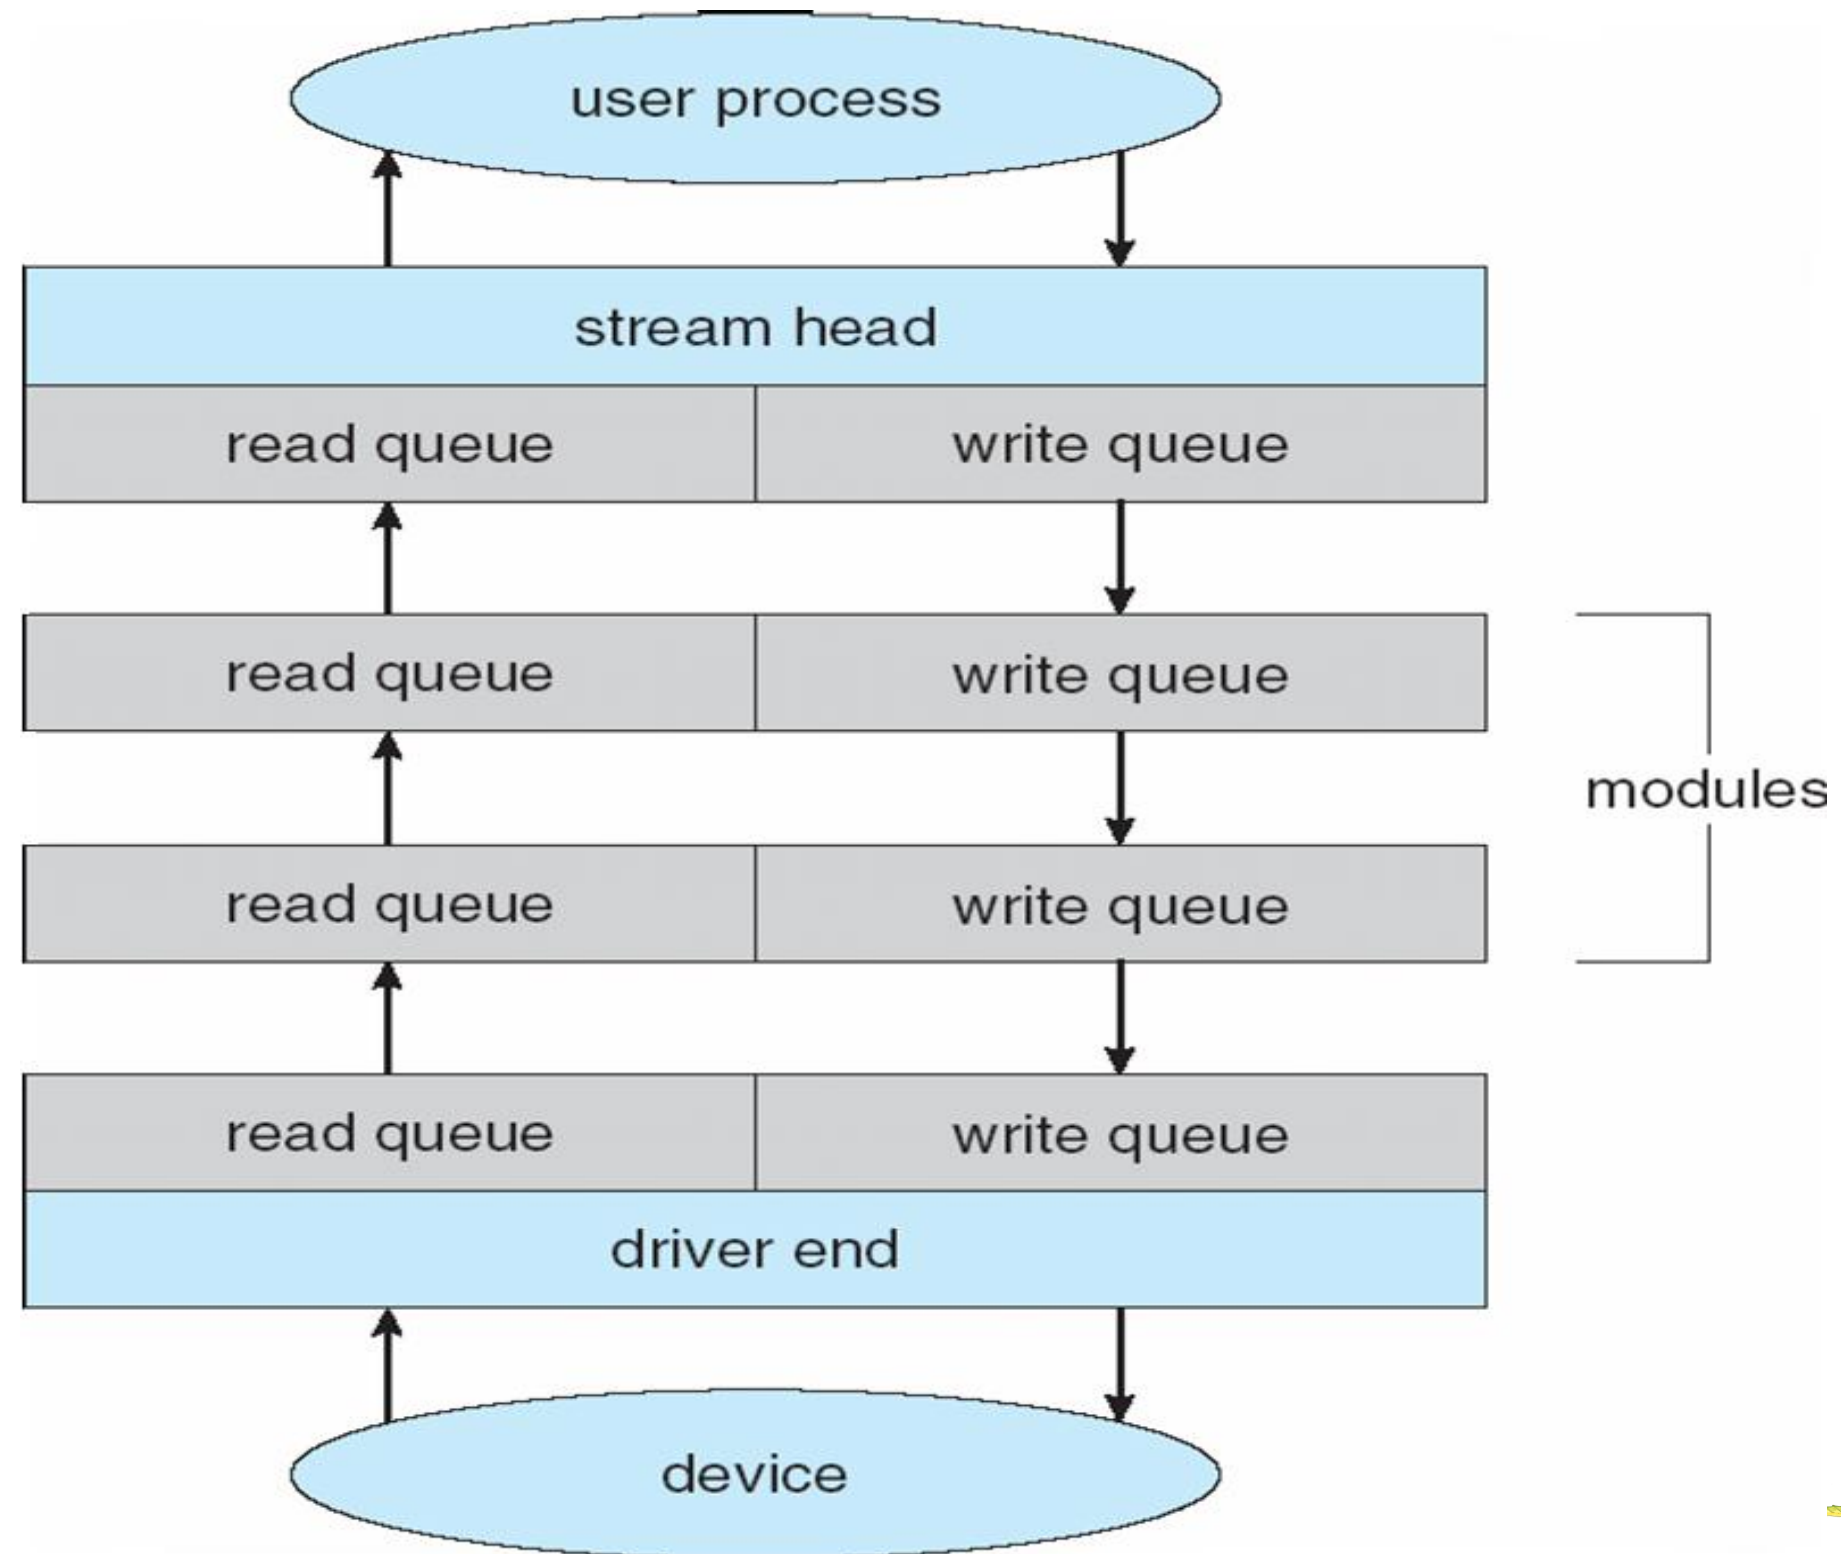 user process
stream head
read queue write queue
read queue write queue
modules
read queue write queue
read queue write queue
driver end
device